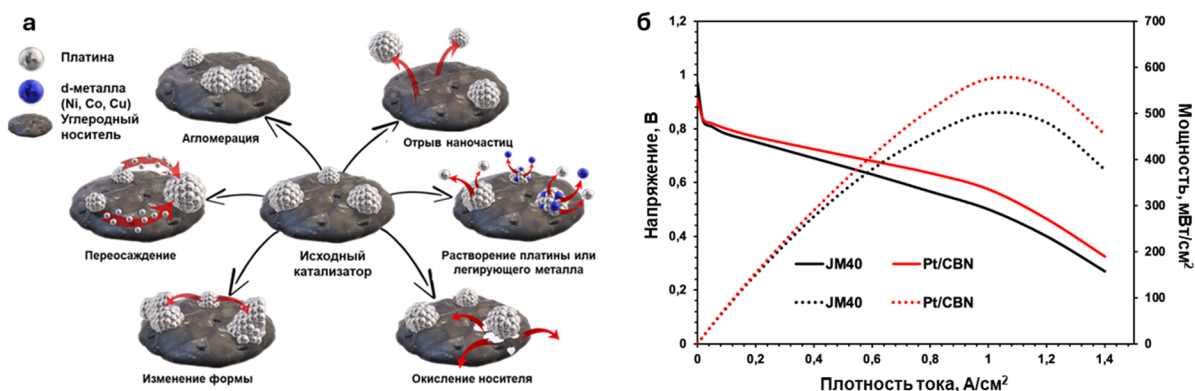 а
Платина
d-металла
(Ni, Co, Cu)
Углеродный
носитель
Агломерация
Отрыв наночастиц
Переосаждение
Исходный
катализатор
Растворение платины или
легирующего металла
Изменение формы
Окисление носителя
б
Напряжение, В
1,2
1
0,8
0,6
0,4
0,2
0
JM40
Pt/CBN
JM40
Pt/CBN
0
0,2
0,4
0,6
0,8
1
1,2
1,4
Плотность тока, А/см²
700
600
500
400
300
200
100
0
Мощность, мВт/см²